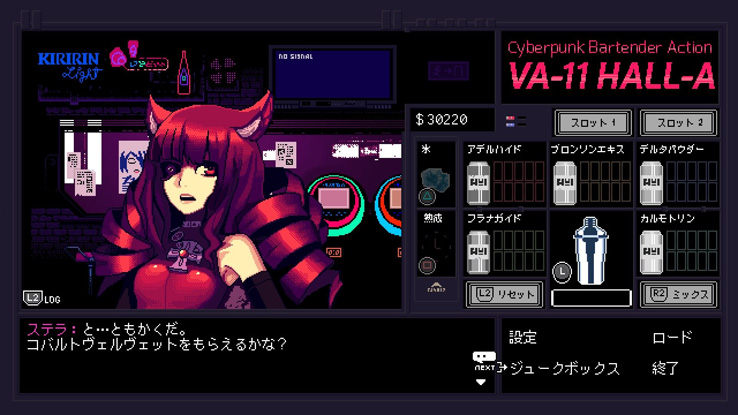 KIRIRIN
Light
NO SIGNAL
Cyberpunk Bartender Action
VA-11 HALL-A
$30220
スロット 1
スロット 2
氷
アデルハイド
ブロンソンエキス
デルタパウダー
熟成
フラナガイド
カルモトリン
L
L2 リセット
R2 ミックス
L2 LOG
ステラ: と…ともかくだ。
コバルトヴェルヴェットをもらえるかな？
NEXT
設定
ロード
ジュークボックス
終了